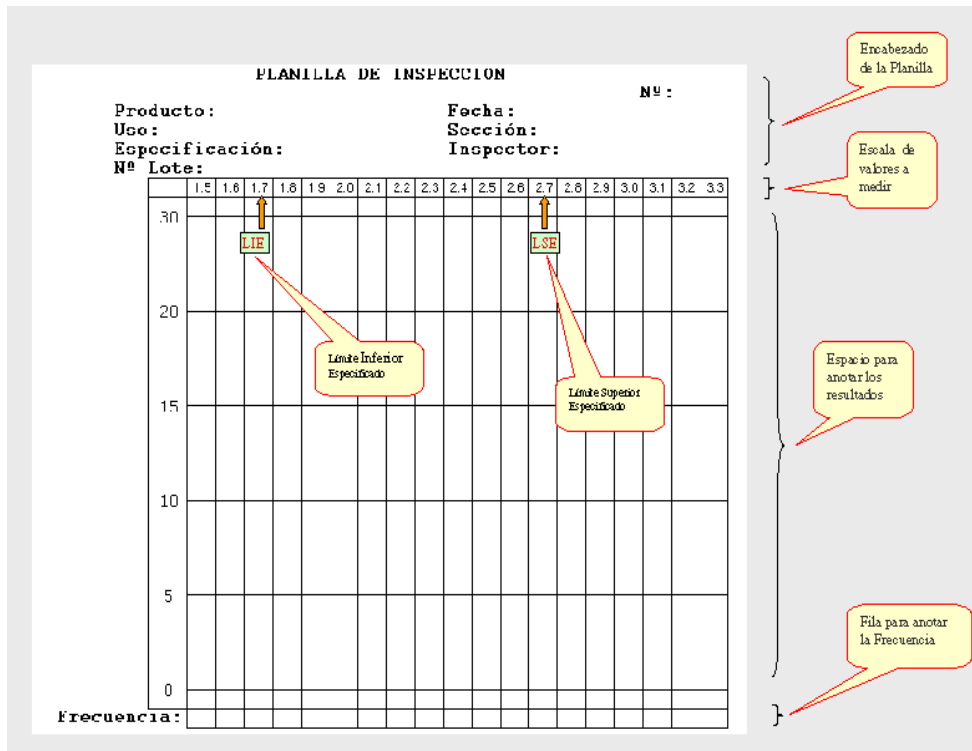 PLANILLA DE INSPECCION
Nº:
Producto: Fecha:
Uso: Sección:
Especificación: Inspector:
Nº Lote:
1.5 1.6 1.7 1.8 1.9 2.0 2.1 2.2 2.3 2.4 2.5 2.6 2.7 2.8 2.9 3.0 3.1 3.2 3.3
30
LIE LSE
20
15
10
5
0
Frecuencia:
Límite Inferior
Especificado
Límite Superior
Especificado
Encabezado
de la Planilla
Escala de
valores a
medir
Espacio para
anotar los
resultados
Fila para anotar
la Frecuencia